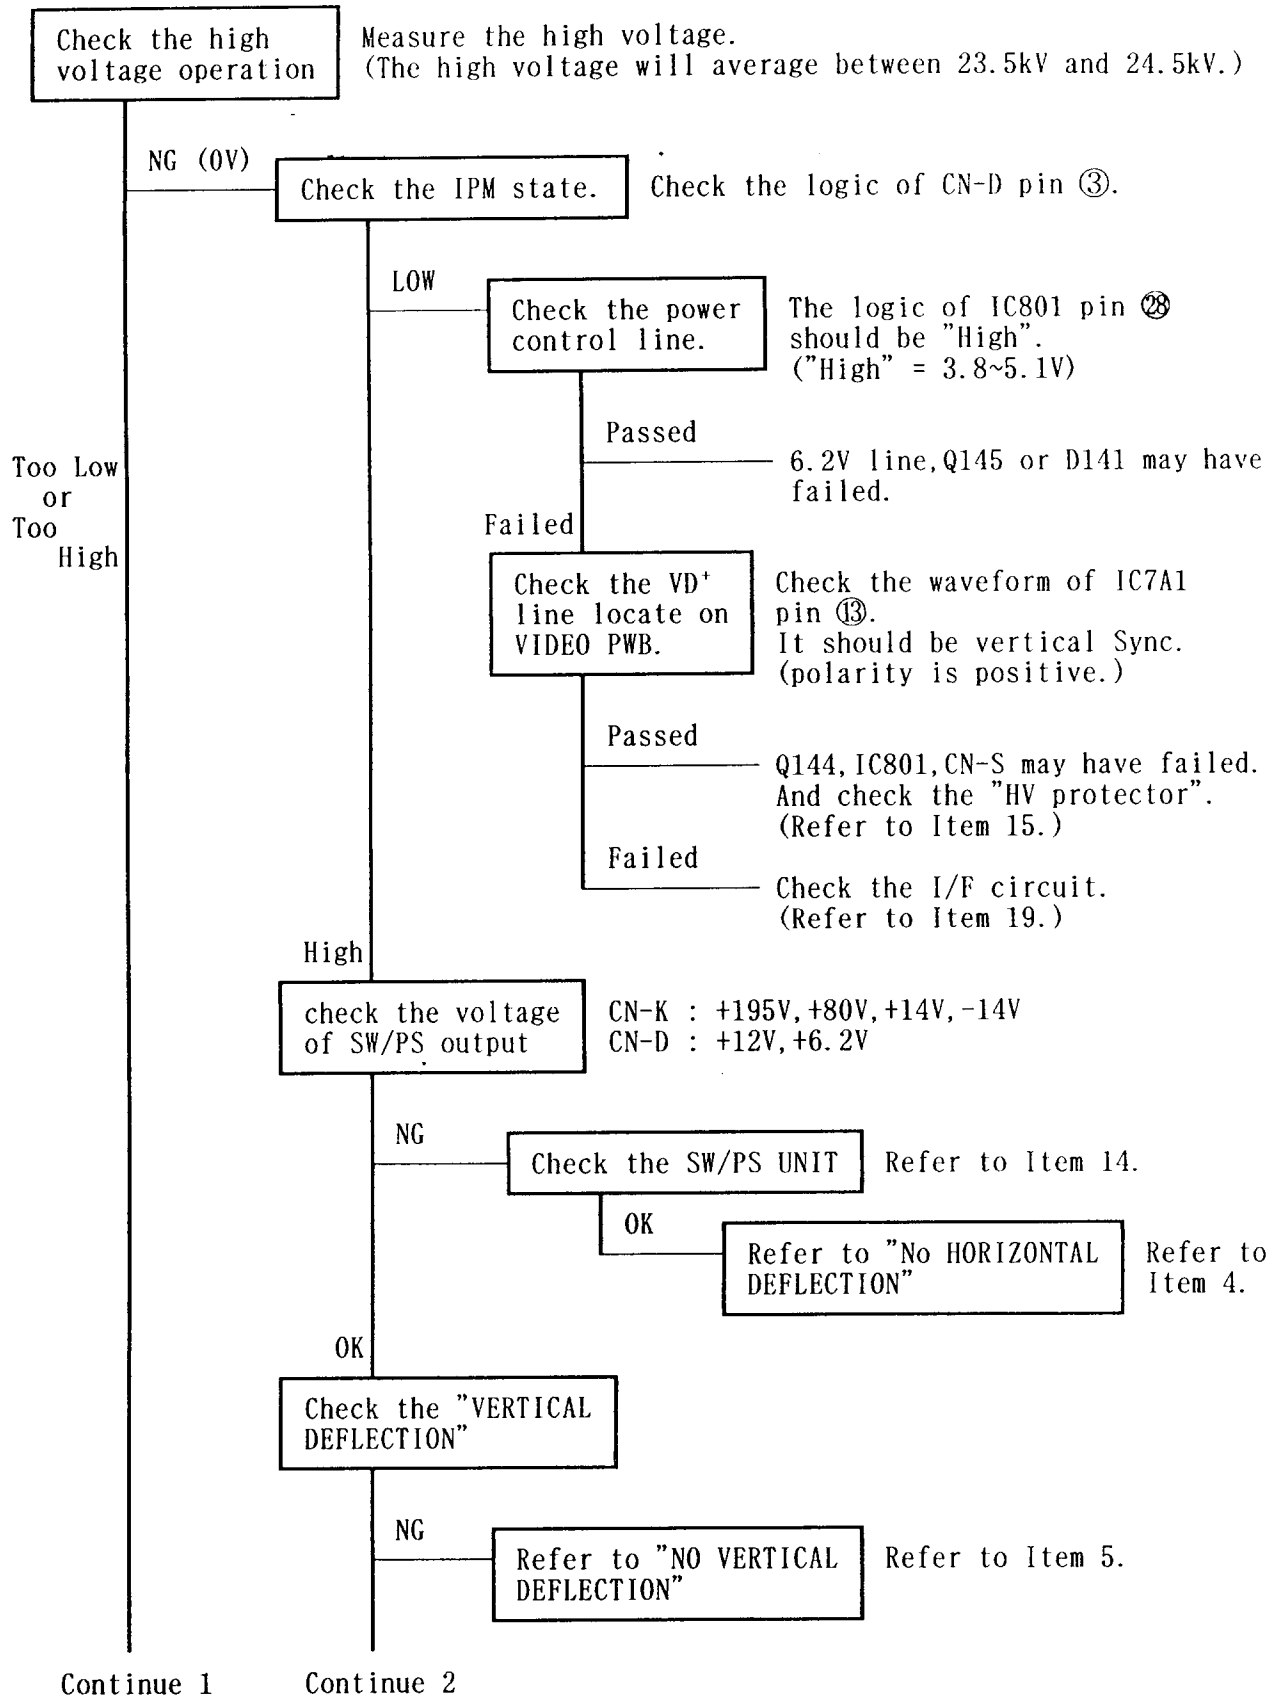 Check the high
voltage operation
Measure the high voltage.
(The high voltage will average between 23.5kV and 24.5kV.)
NG (0V)
Check the IPM state.
Check the logic of CN-D pin ③.
LOW
Check the power
control line.
The logic of IC801 pin ㉘
should be "High".
("High" = 3.8~5.1V)
Passed
6.2V line,Q145 or D141 may have
failed.
Too Low
or
Too
High
Failed
Check the VD⁺
line locate on
VIDEO PWB.
Check the waveform of IC7A1
pin ⑬.
It should be vertical Sync.
(polarity is positive.)
Passed
Q144,IC801,CN-S may have failed.
And check the "HV protector".
(Refer to Item 15.)
Failed
Check the I/F circuit.
(Refer to Item 19.)
High
check the voltage
of SW/PS output
CN-K : +195V,+80V,+14V,-14V
CN-D : +12V,+6.2V
NG
Check the SW/PS UNIT
Refer to Item 14.
OK
Refer to "No HORIZONTAL
DEFLECTION"
Refer to
Item 4.
OK
Check the "VERTICAL
DEFLECTION"
NG
Refer to "NO VERTICAL
DEFLECTION"
Refer to Item 5.
Continue 1
Continue 2